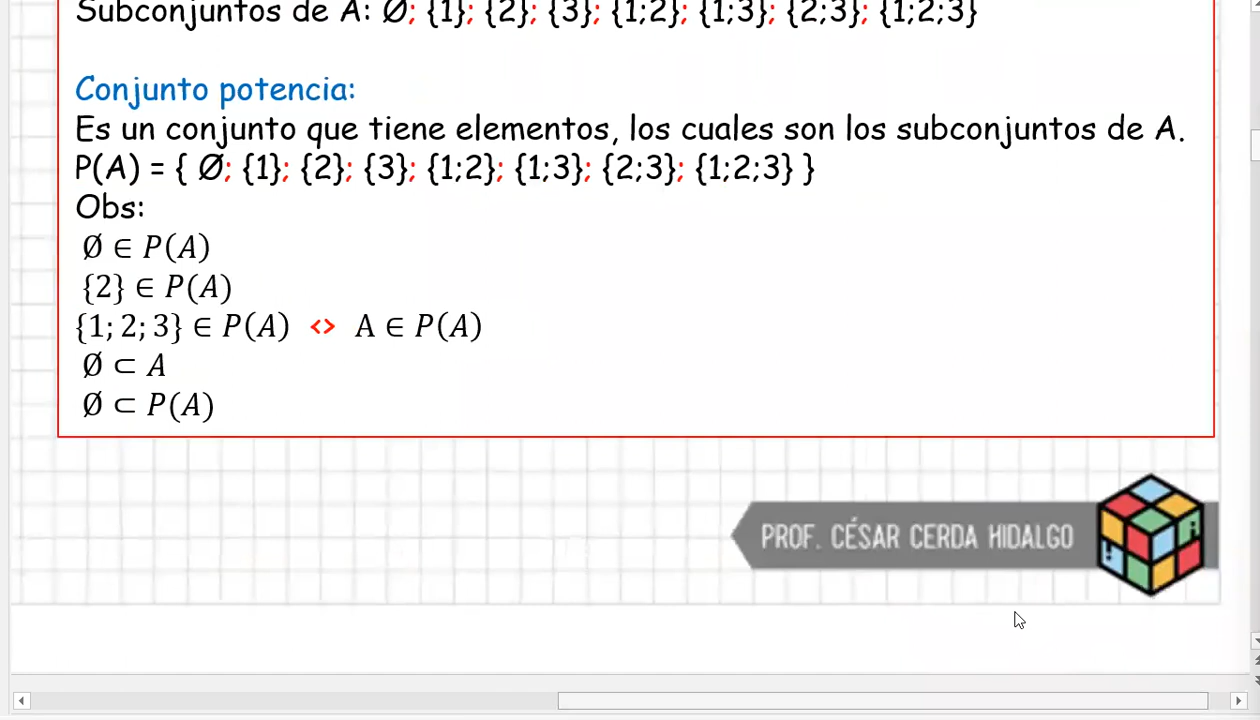 Subconjuntos de A: Ø; {1}; {2}; {3}; {1;2}; {1;3}; {2;3}; {1;2;3}
Conjunto potencia:
Es un conjunto que tiene elementos, los cuales son los subconjuntos de A.
P(A) = { Ø; {1}; {2}; {3}; {1;2}; {1;3}; {2;3}; {1;2;3} }
Obs:
Ø ∈ P(A)
{2} ∈ P(A)
{1; 2; 3} ∈ P(A) <> A ∈ P(A)
Ø ⊂ A
Ø ⊂ P(A)
PROF. CÉSAR CERDA HIDALGO